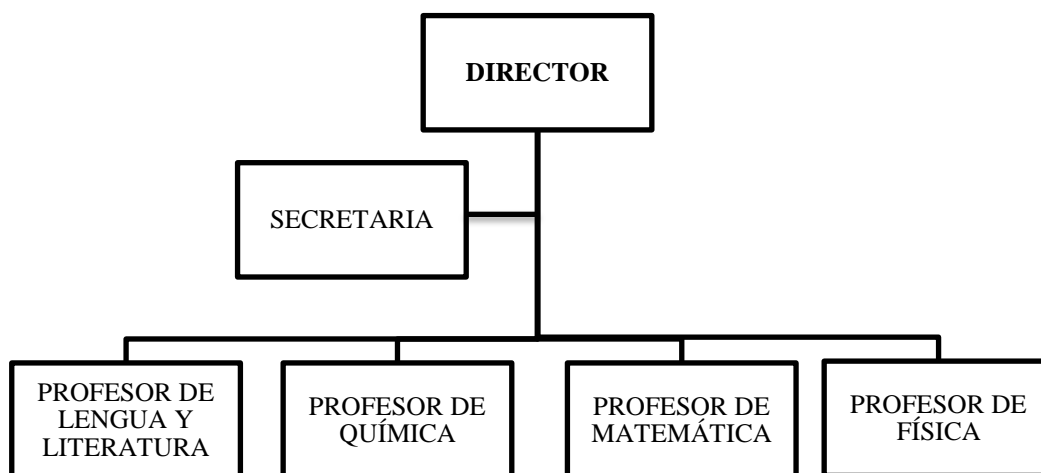 DIRECTOR
SECRETARIA
PROFESOR DE
LENGUA Y
LITERATURA
PROFESOR DE
QUÍMICA
PROFESOR DE
MATEMÁTICA
PROFESOR DE
FÍSICA